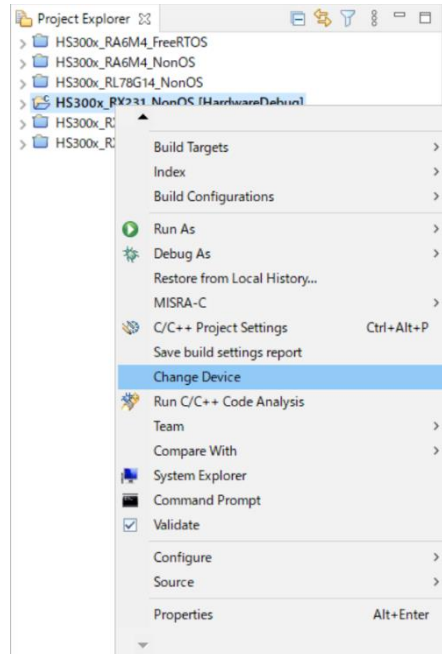 Project Explorer
HS300x_RA6M4_FreeRTOS
HS300x_RA6M4_NonOS
HS300x_RL78G14_NonOS
HS300x_RX231_NonOS [HardwareDebug]
HS300x_R
HS300x_R
Build Targets
Index
Build Configurations
Run As
Debug As
Restore from Local History...
MISRA-C
C/C++ Project Settings Ctrl+Alt+P
Save build settings report
Change Device
Run C/C++ Code Analysis
Team
Compare With
System Explorer
Command Prompt
Validate
Configure
Source
Properties Alt+Enter